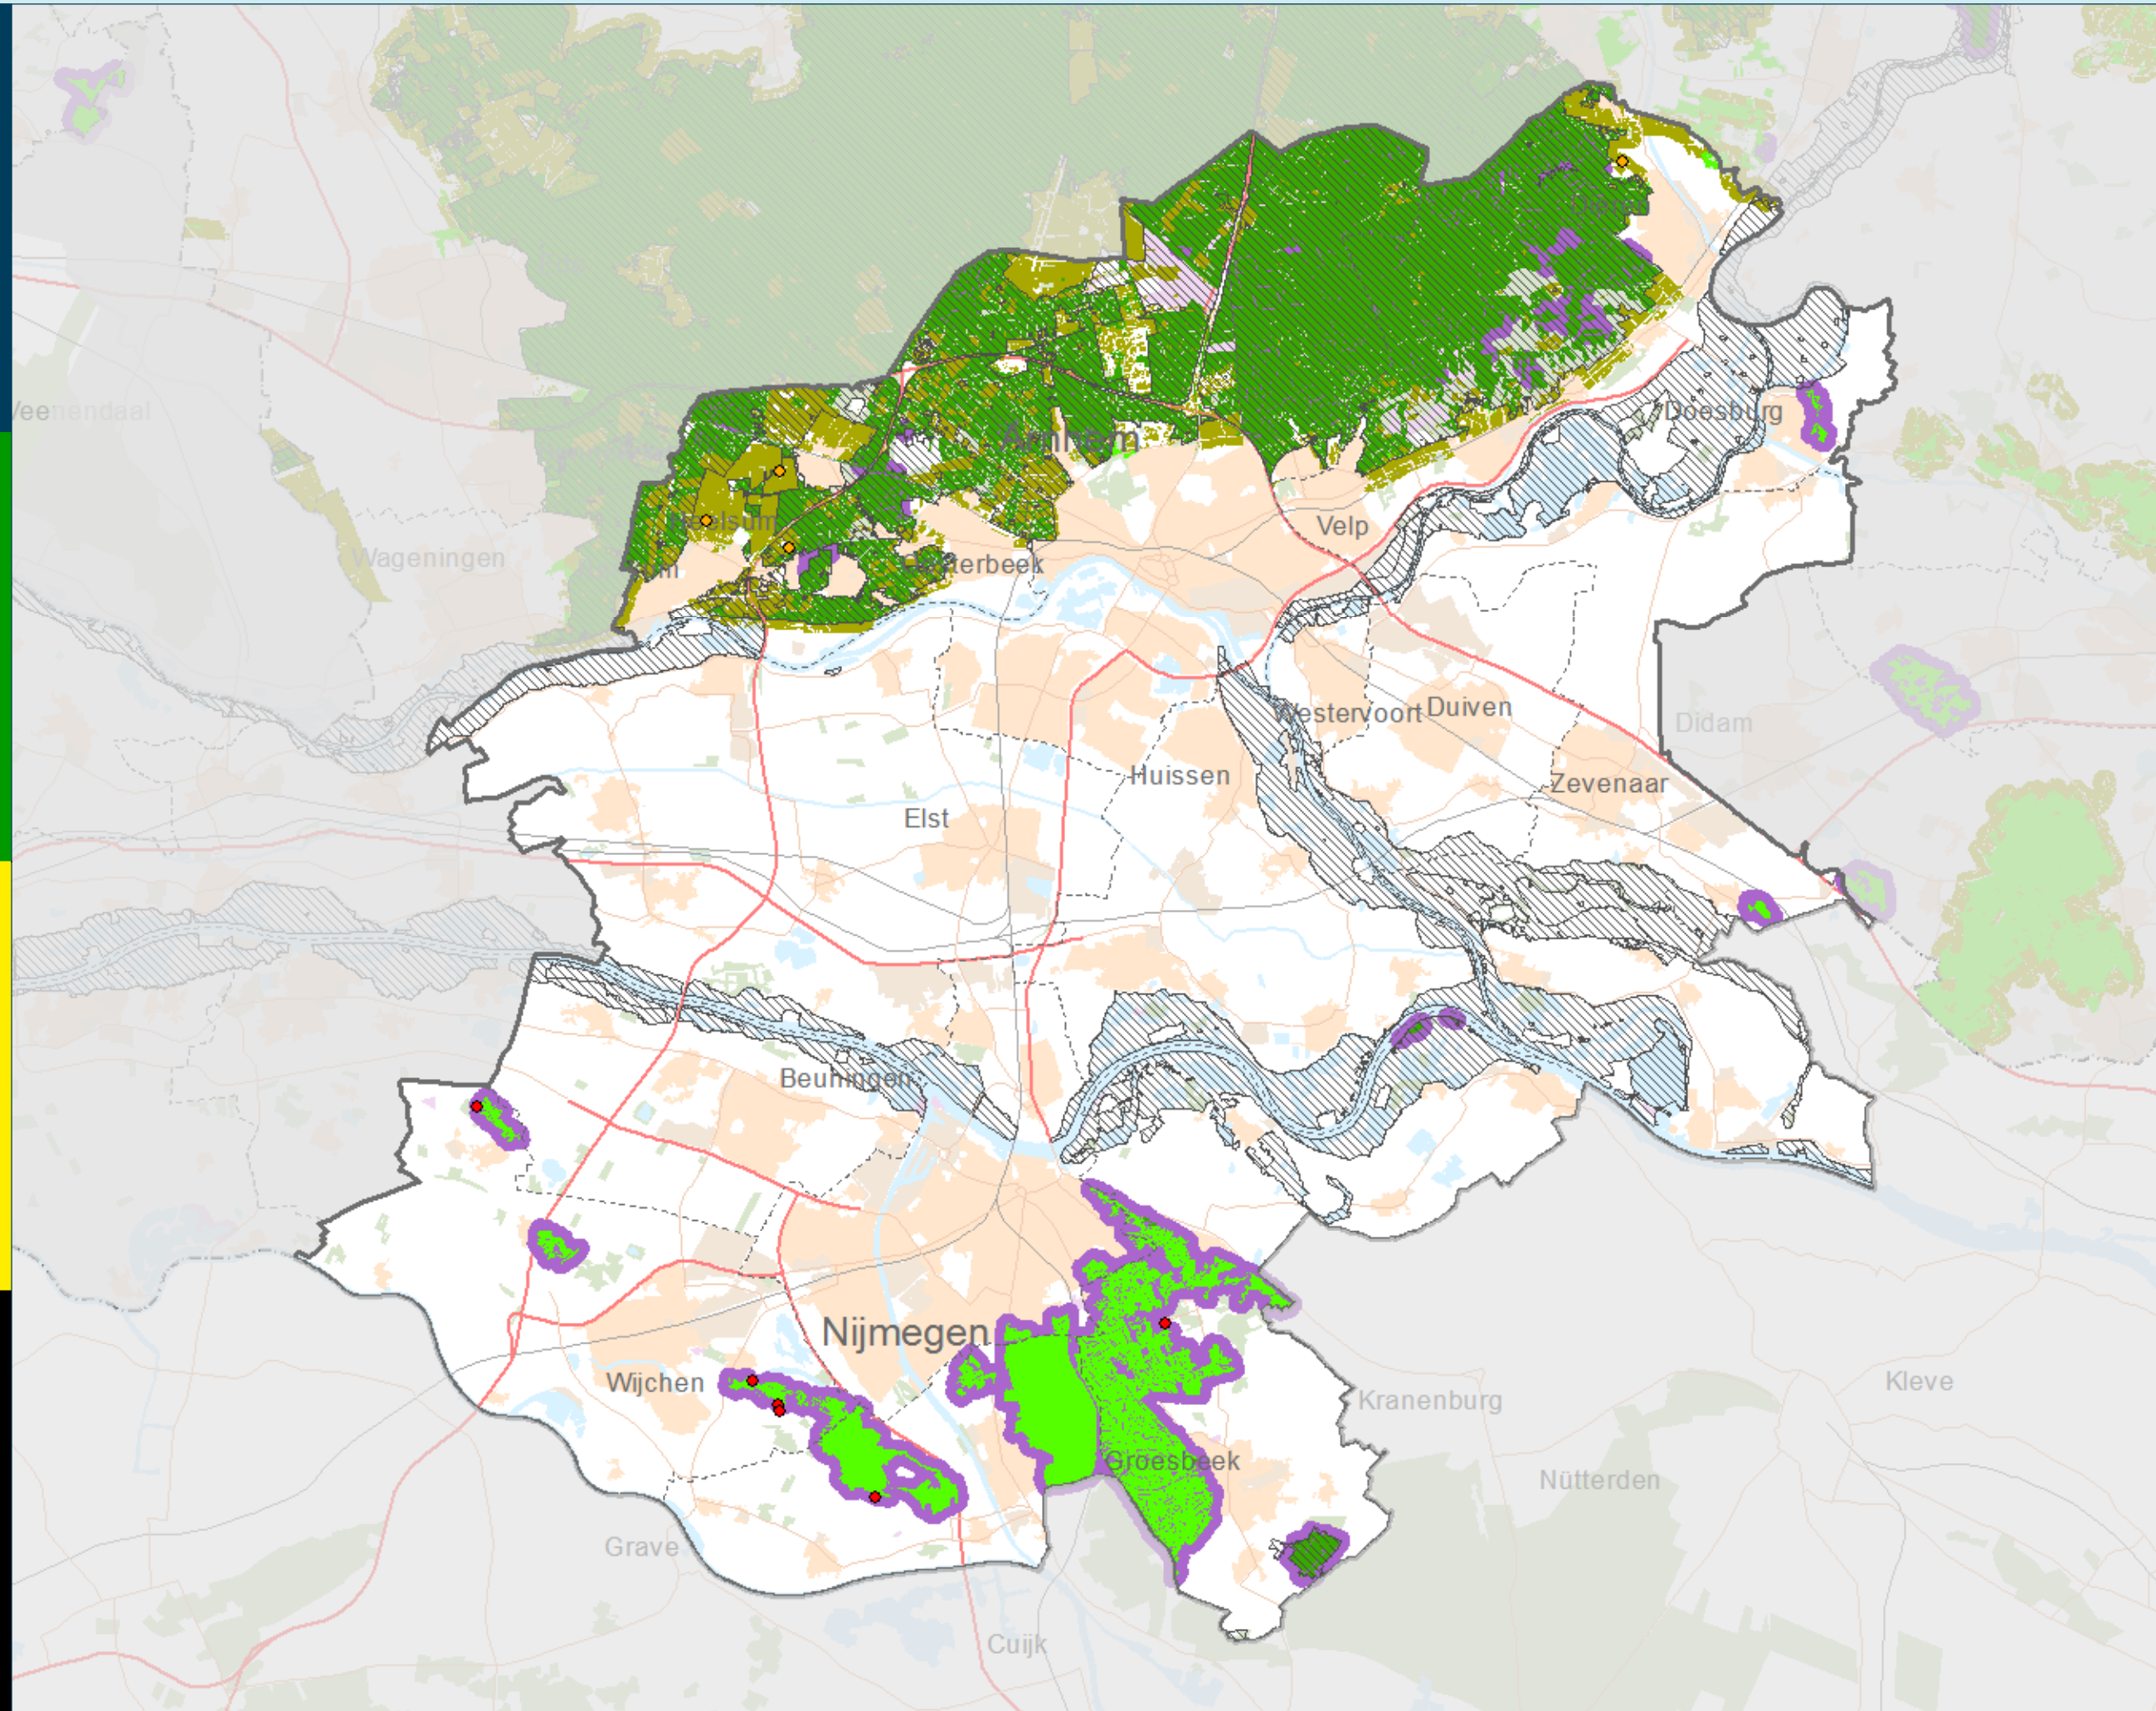 Veenendaal
Doesburg
Arnhem
Velp
Wageningen
Westervoort
Duiven
Didam
Huissen
Zevenaar
Elst
Beuningen
Nijmegen
Wijchen
Kranenburg
Kleve
Groesbeek
Nütterden
Grave
Cuijk